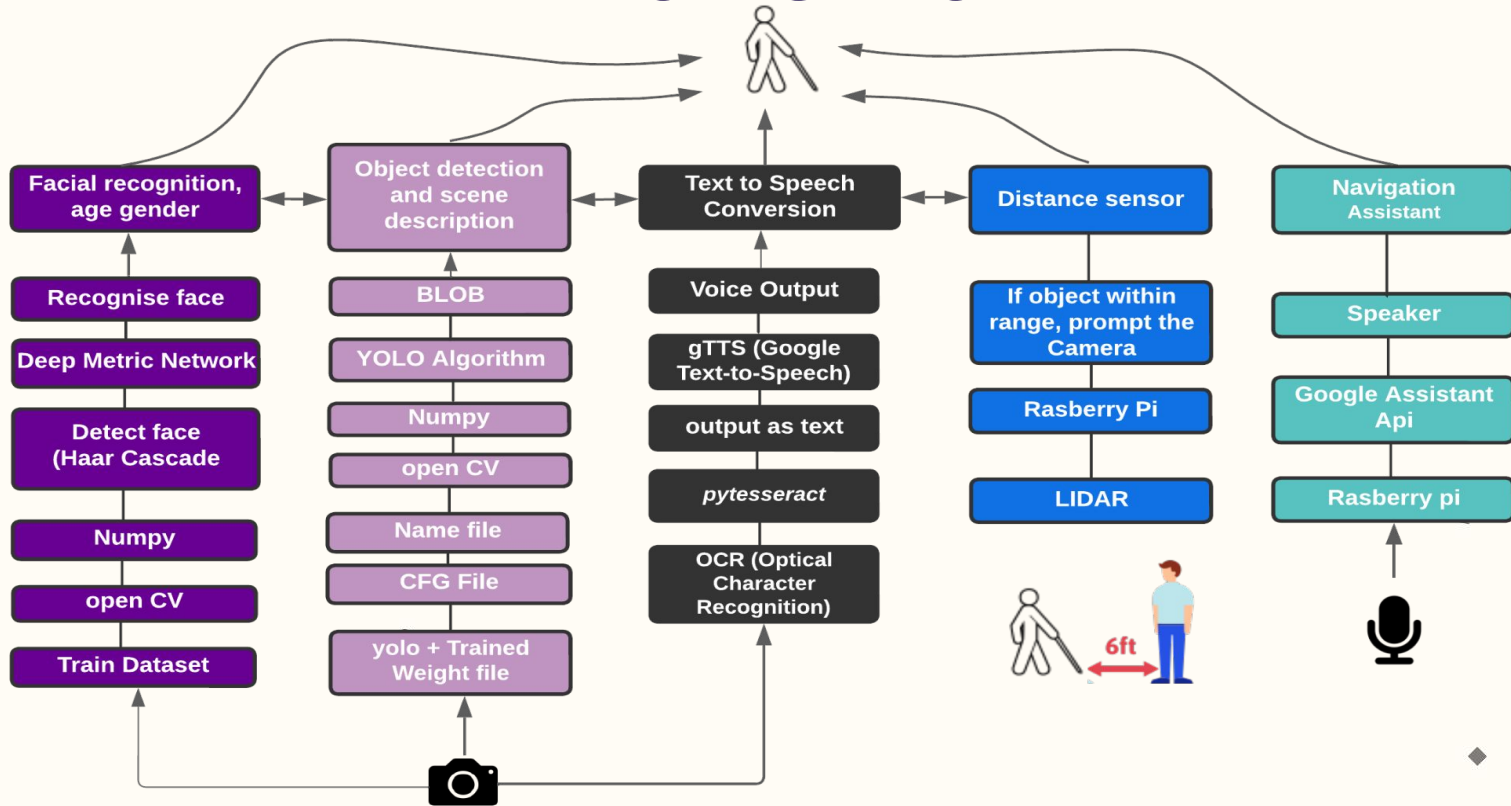 Facial recognition,
age gender
Recognise face
Deep Metric Network
Detect face
(Haar Cascade
Numpy
open CV
Train Dataset
Object detection
and scene
description
BLOB
YOLO Algorithm
Numpy
open CV
Name file
CFG File
yolo + Trained
Weight file
Text to Speech
Conversion
Voice Output
gTTS (Google
Text-to-Speech)
output as text
pytesseract
OCR (Optical
Character
Recognition)
Distance sensor
If object within
range, prompt the
Camera
Rasberry Pi
LIDAR
6ft
Navigation
Assistant
Speaker
Google Assistant
Api
Rasberry pi